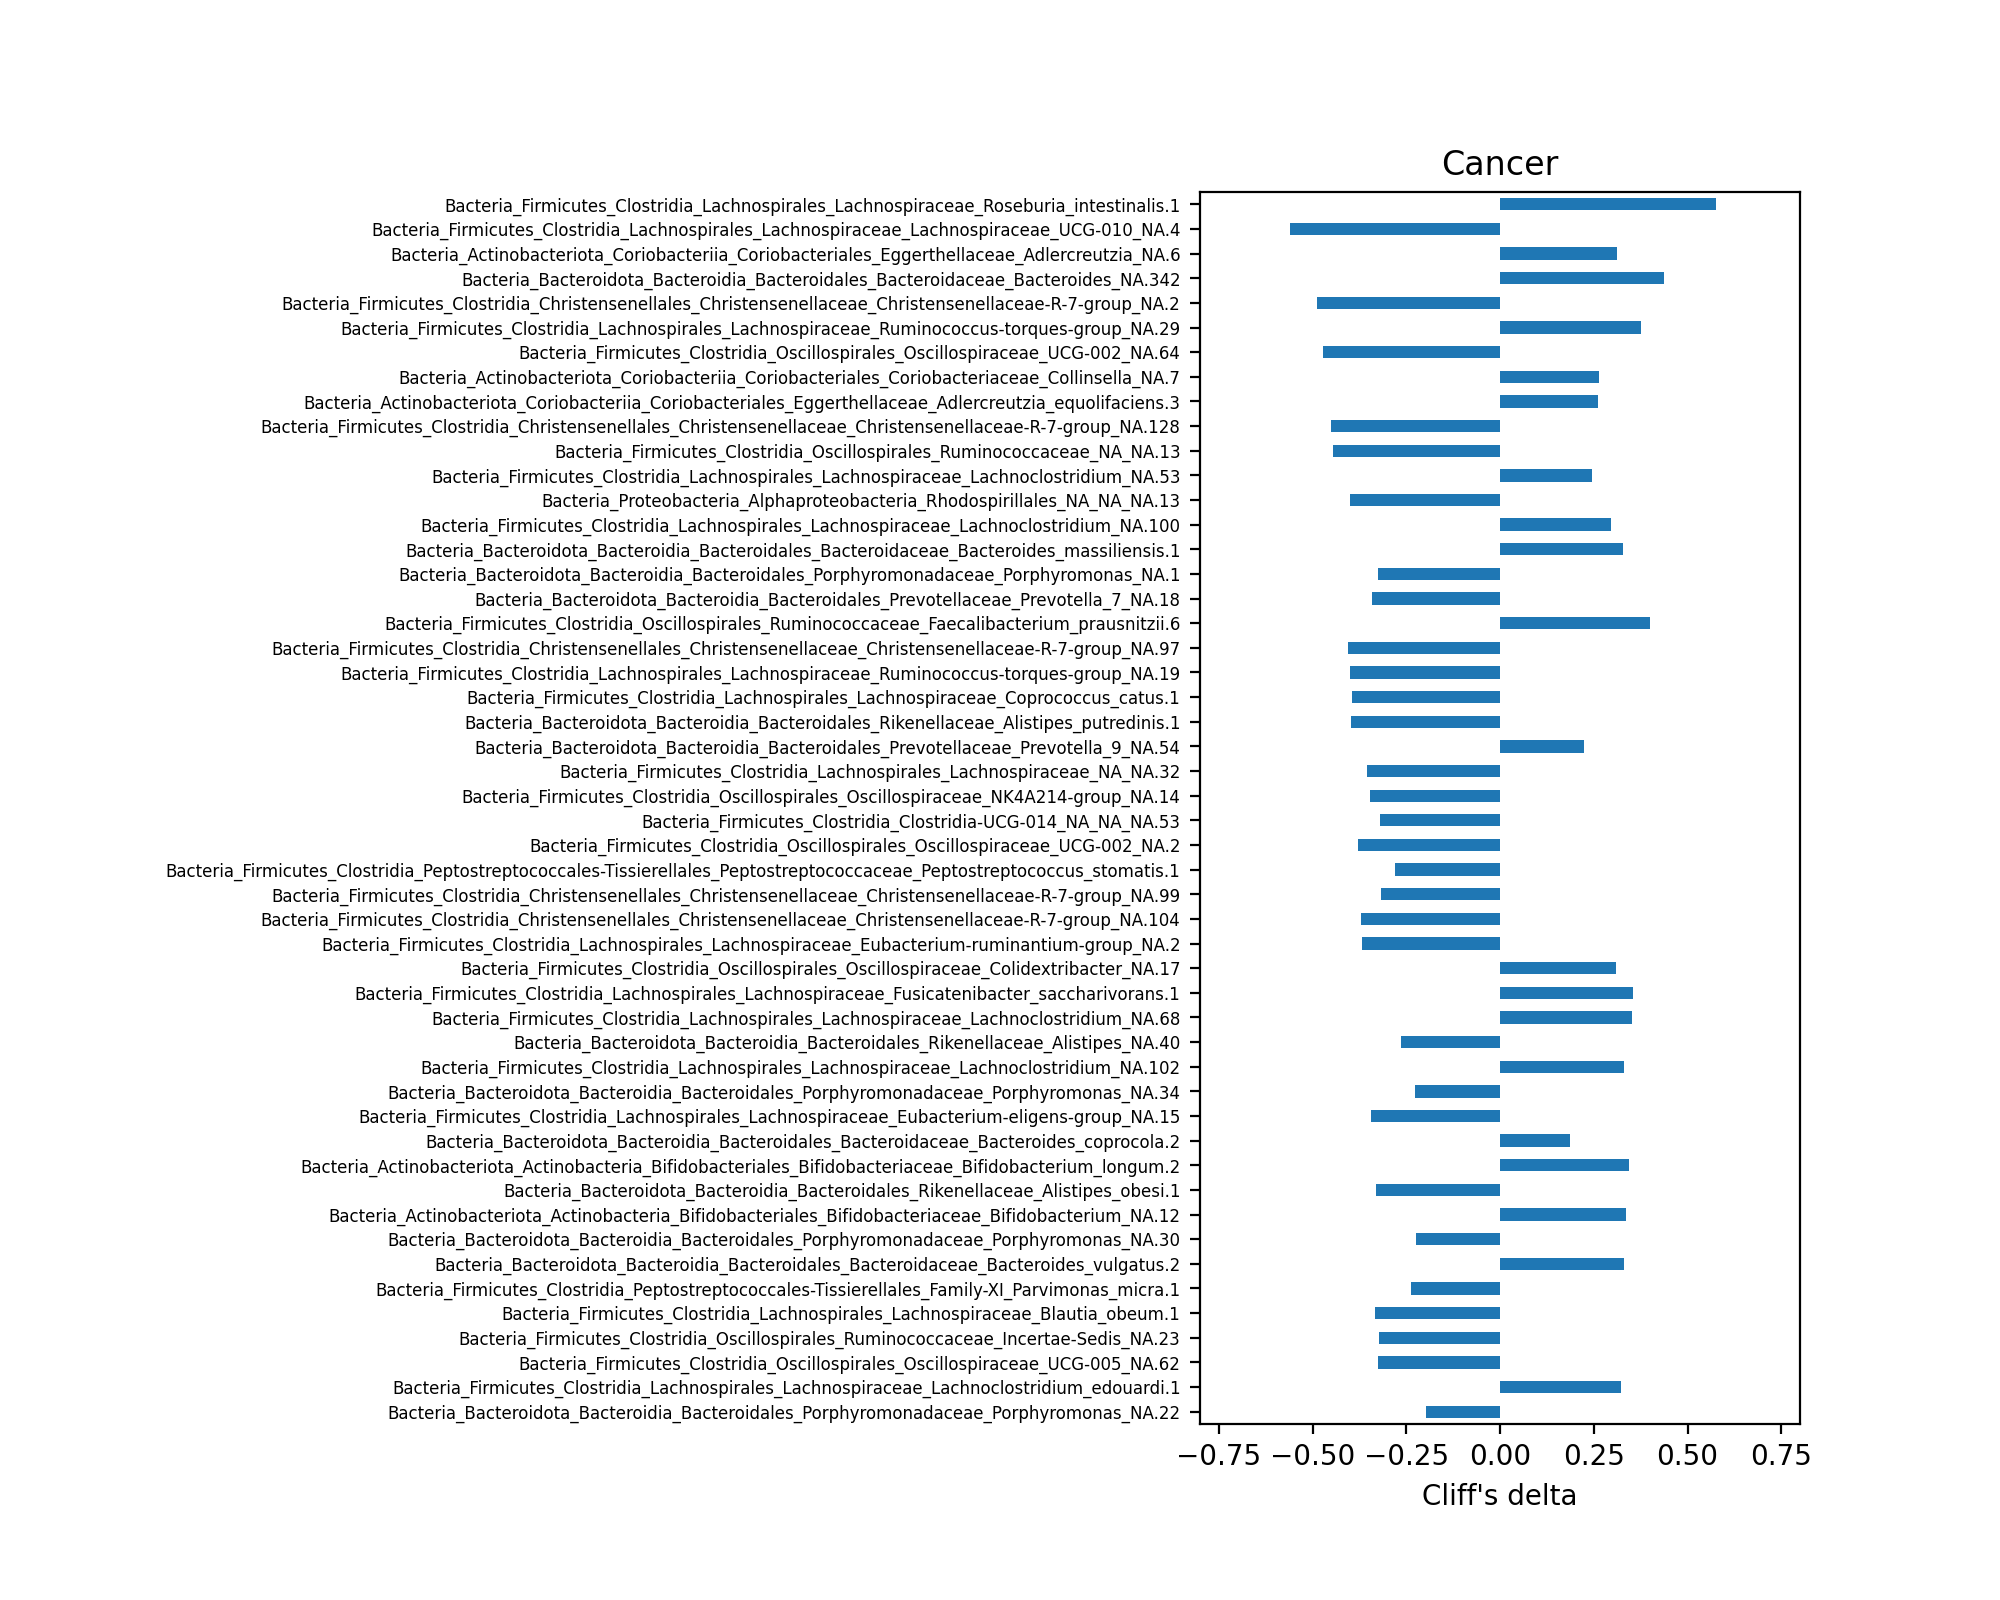 Cancer
Bacteria_Firmicutes_Clostridia_Lachnospirales_Lachnospiraceae_Roseburia_intestinalis.1
Bacteria_Firmicutes_Clostridia_Lachnospirales_Lachnospiraceae_Lachnospiraceae_UCG-010_NA.4
Bacteria_Actinobacteriota_Coriobacteriia_Coriobacteriales_Eggerthellaceae_Adlercreutzia_NA.6
Bacteria_Bacteroidota_Bacteroidia_Bacteroidales_Bacteroidaceae_Bacteroides_NA.342
Bacteria_Firmicutes_Clostridia_Christensenellales_Christensenellaceae_Christensenellaceae-R-7-group_NA.2
Bacteria_Firmicutes_Clostridia_Lachnospirales_Lachnospiraceae_Ruminococcus-torques-group_NA.29
Bacteria_Firmicutes_Clostridia_Oscillospirales_Oscillospiraceae_UCG-002_NA.64
Bacteria_Actinobacteriota_Coriobacteriia_Coriobacteriales_Coriobacteriaceae_Collinsella_NA.7
Bacteria_Actinobacteriota_Coriobacteriia_Coriobacteriales_Eggerthellaceae_Adlercreutzia_equolifaciens.3
Bacteria_Firmicutes_Clostridia_Christensenellales_Christensenellaceae_Christensenellaceae-R-7-group_NA.128
Bacteria_Firmicutes_Clostridia_Oscillospirales_Ruminococcaceae_NA_NA.13
Bacteria_Firmicutes_Clostridia_Lachnospirales_Lachnospiraceae_Lachnoclostridium_NA.53
Bacteria_Proteobacteria_Alphaproteobacteria_Rhodospirillales_NA_NA_NA.13
Bacteria_Firmicutes_Clostridia_Lachnospirales_Lachnospiraceae_Lachnoclostridium_NA.100
Bacteria_Bacteroidota_Bacteroidia_Bacteroidales_Bacteroidaceae_Bacteroides_massiliensis.1
Bacteria_Bacteroidota_Bacteroidia_Bacteroidales_Porphyromonadaceae_Porphyromonas_NA.1
Bacteria_Bacteroidota_Bacteroidia_Bacteroidales_Prevotellaceae_Prevotella_7_NA.18
Bacteria_Firmicutes_Clostridia_Oscillospirales_Ruminococcaceae_Faecalibacterium_prausnitzii.6
Bacteria_Firmicutes_Clostridia_Christensenellales_Christensenellaceae_Christensenellaceae-R-7-group_NA.97
Bacteria_Firmicutes_Clostridia_Lachnospirales_Lachnospiraceae_Ruminococcus-torques-group_NA.19
Bacteria_Firmicutes_Clostridia_Lachnospirales_Lachnospiraceae_Coprococcus_catus.1
Bacteria_Bacteroidota_Bacteroidia_Bacteroidales_Rikenellaceae_Alistipes_putredinis.1
Bacteria_Bacteroidota_Bacteroidia_Bacteroidales_Prevotellaceae_Prevotella_9_NA.54
Bacteria_Firmicutes_Clostridia_Lachnospirales_Lachnospiraceae_NA_NA.32
Bacteria_Firmicutes_Clostridia_Oscillospirales_Oscillospiraceae_NK4A214-group_NA.14
Bacteria_Firmicutes_Clostridia_Clostridia-UCG-014_NA_NA_NA.53
Bacteria_Firmicutes_Clostridia_Oscillospirales_Oscillospiraceae_UCG-002_NA.2
Bacteria_Firmicutes_Clostridia_Peptostreptococcales-Tissierellales_Peptostreptococcaceae_Peptostreptococcus_stomatis.1
Bacteria_Firmicutes_Clostridia_Christensenellales_Christensenellaceae_Christensenellaceae-R-7-group_NA.99
Bacteria_Firmicutes_Clostridia_Christensenellales_Christensenellaceae_Christensenellaceae-R-7-group_NA.104
Bacteria_Firmicutes_Clostridia_Lachnospirales_Lachnospiraceae_Eubacterium-ruminantium-group_NA.2
Bacteria_Firmicutes_Clostridia_Oscillospirales_Oscillospiraceae_Colidextribacter_NA.17
Bacteria_Firmicutes_Clostridia_Lachnospirales_Lachnospiraceae_Fusicatenibacter_saccharivorans.1
Bacteria_Firmicutes_Clostridia_Lachnospirales_Lachnospiraceae_Lachnoclostridium_NA.68
Bacteria_Bacteroidota_Bacteroidia_Bacteroidales_Rikenellaceae_Alistipes_NA.40
Bacteria_Firmicutes_Clostridia_Lachnospirales_Lachnospiraceae_Lachnoclostridium_NA.102
Bacteria_Bacteroidota_Bacteroidia_Bacteroidales_Porphyromonadaceae_Porphyromonas_NA.34
Bacteria_Firmicutes_Clostridia_Lachnospirales_Lachnospiraceae_Eubacterium-eligens-group_NA.15
Bacteria_Bacteroidota_Bacteroidia_Bacteroidales_Bacteroidaceae_Bacteroides_coprocola.2
Bacteria_Actinobacteriota_Actinobacteria_Bifidobacteriales_Bifidobacteriaceae_Bifidobacterium_longum.2
Bacteria_Bacteroidota_Bacteroidia_Bacteroidales_Rikenellaceae_Alistipes_obesi.1
Bacteria_Actinobacteriota_Actinobacteria_Bifidobacteriales_Bifidobacteriaceae_Bifidobacterium_NA.12
Bacteria_Bacteroidota_Bacteroidia_Bacteroidales_Porphyromonadaceae_Porphyromonas_NA.30
Bacteria_Bacteroidota_Bacteroidia_Bacteroidales_Bacteroidaceae_Bacteroides_vulgatus.2
Bacteria_Firmicutes_Clostridia_Peptostreptococcales-Tissierellales_Family-XI_Parvimonas_micra.1
Bacteria_Firmicutes_Clostridia_Lachnospirales_Lachnospiraceae_Blautia_obeum.1
Bacteria_Firmicutes_Clostridia_Oscillospirales_Ruminococcaceae_Incertae-Sedis_NA.23
Bacteria_Firmicutes_Clostridia_Oscillospirales_Oscillospiraceae_UCG-005_NA.62
Bacteria_Firmicutes_Clostridia_Lachnospirales_Lachnospiraceae_Lachnoclostridium_edouardi.1
Bacteria_Bacteroidota_Bacteroidia_Bacteroidales_Porphyromonadaceae_Porphyromonas_NA.22
−0.75 −0.50 −0.25 0.00 0.25 0.50 0.75
Cliff's delta